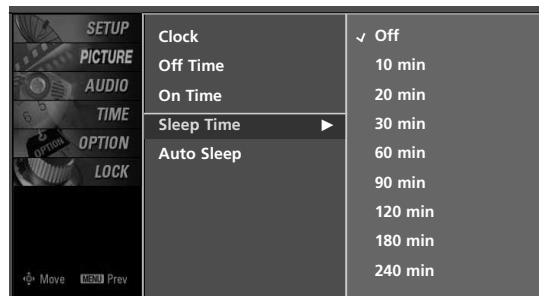 SETUP
PICTURE
AUDIO
TIME
OPTION
LOCK
Move MENU Prev
Clock
Off Time
On Time
Sleep Time ►
Auto Sleep
✓ Off
10 min
20 min
30 min
60 min
90 min
120 min
180 min
240 min